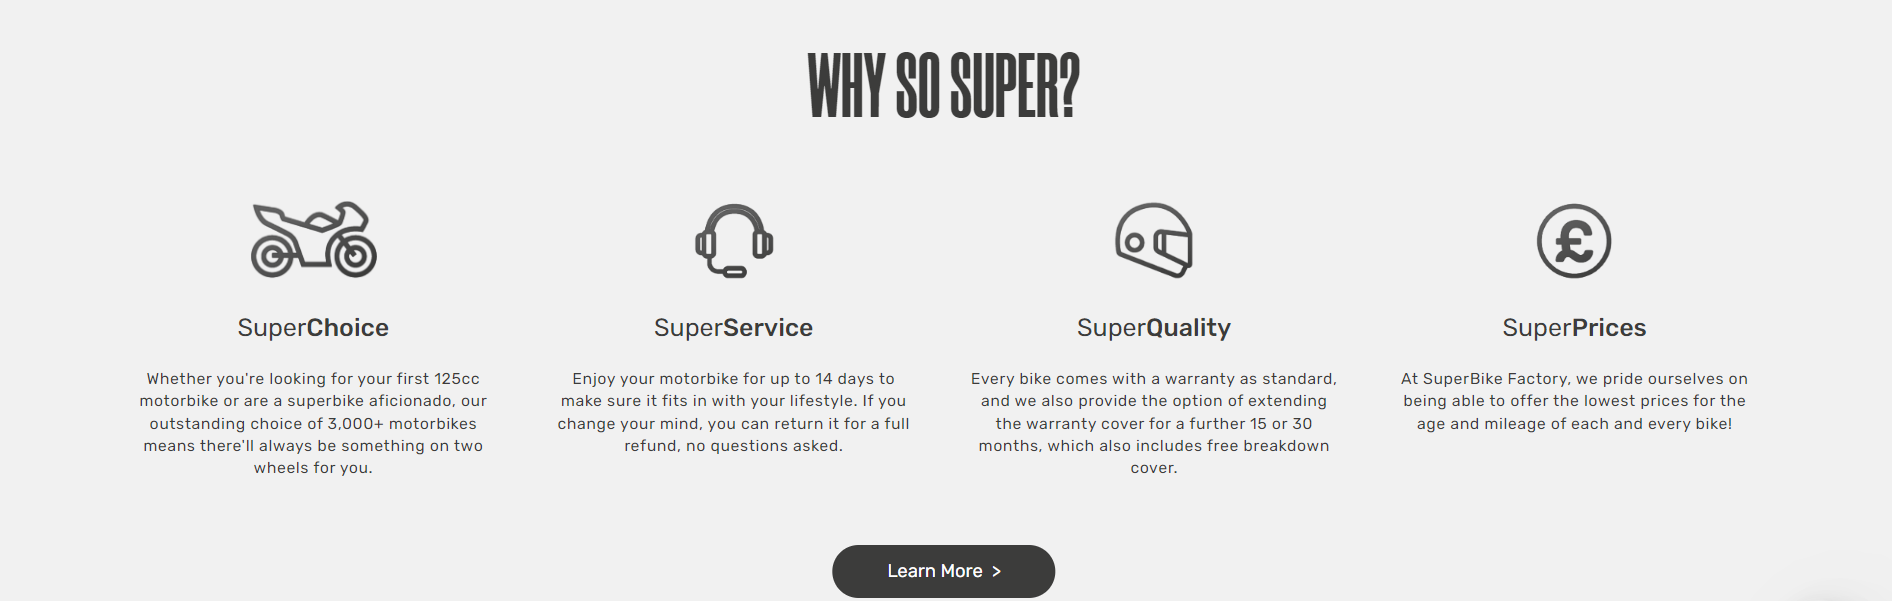 WHY SO SUPER?
SuperChoice
Whether you're looking for your first 125cc
motorbike or are a superbike aficionado, our
outstanding choice of 3,000+ motorbikes
means there'll always be something on two
wheels for you.
SuperService
Enjoy your motorbike for up to 14 days to
make sure it fits in with your lifestyle. If you
change your mind, you can return it for a full
refund, no questions asked.
SuperQuality
Every bike comes with a warranty as standard,
and we also provide the option of extending
the warranty cover for a further 15 or 30
months, which also includes free breakdown
cover.
£
SuperPrices
At SuperBike Factory, we pride ourselves on
being able to offer the lowest prices for the
age and mileage of each and every bike!
Learn More >